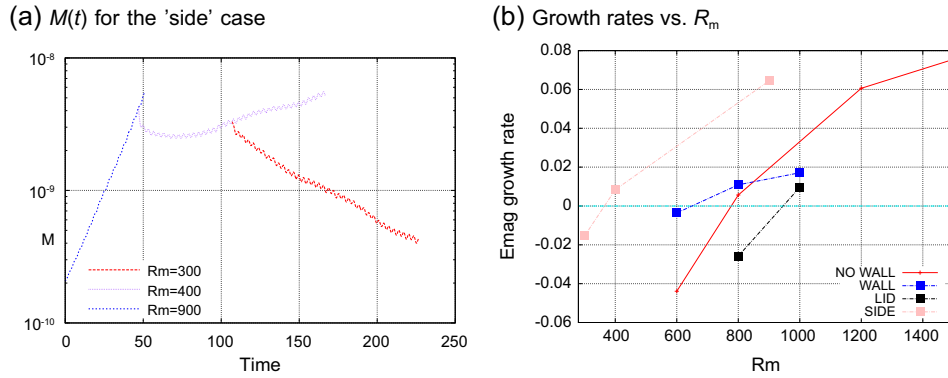 (a) M(t) for the 'side' case
10^-8
10^-9
M
10^-10
Rm=300
Rm=400
Rm=900
0 50 100 150 200 250
Time
(b) Growth rates vs. Rm
0.08
0.06
0.04
0.02
0
-0.02
-0.04
-0.06
Emag growth rate
NO WALL
WALL
LID
SIDE
400 600 800 1000 1200 1400
Rm